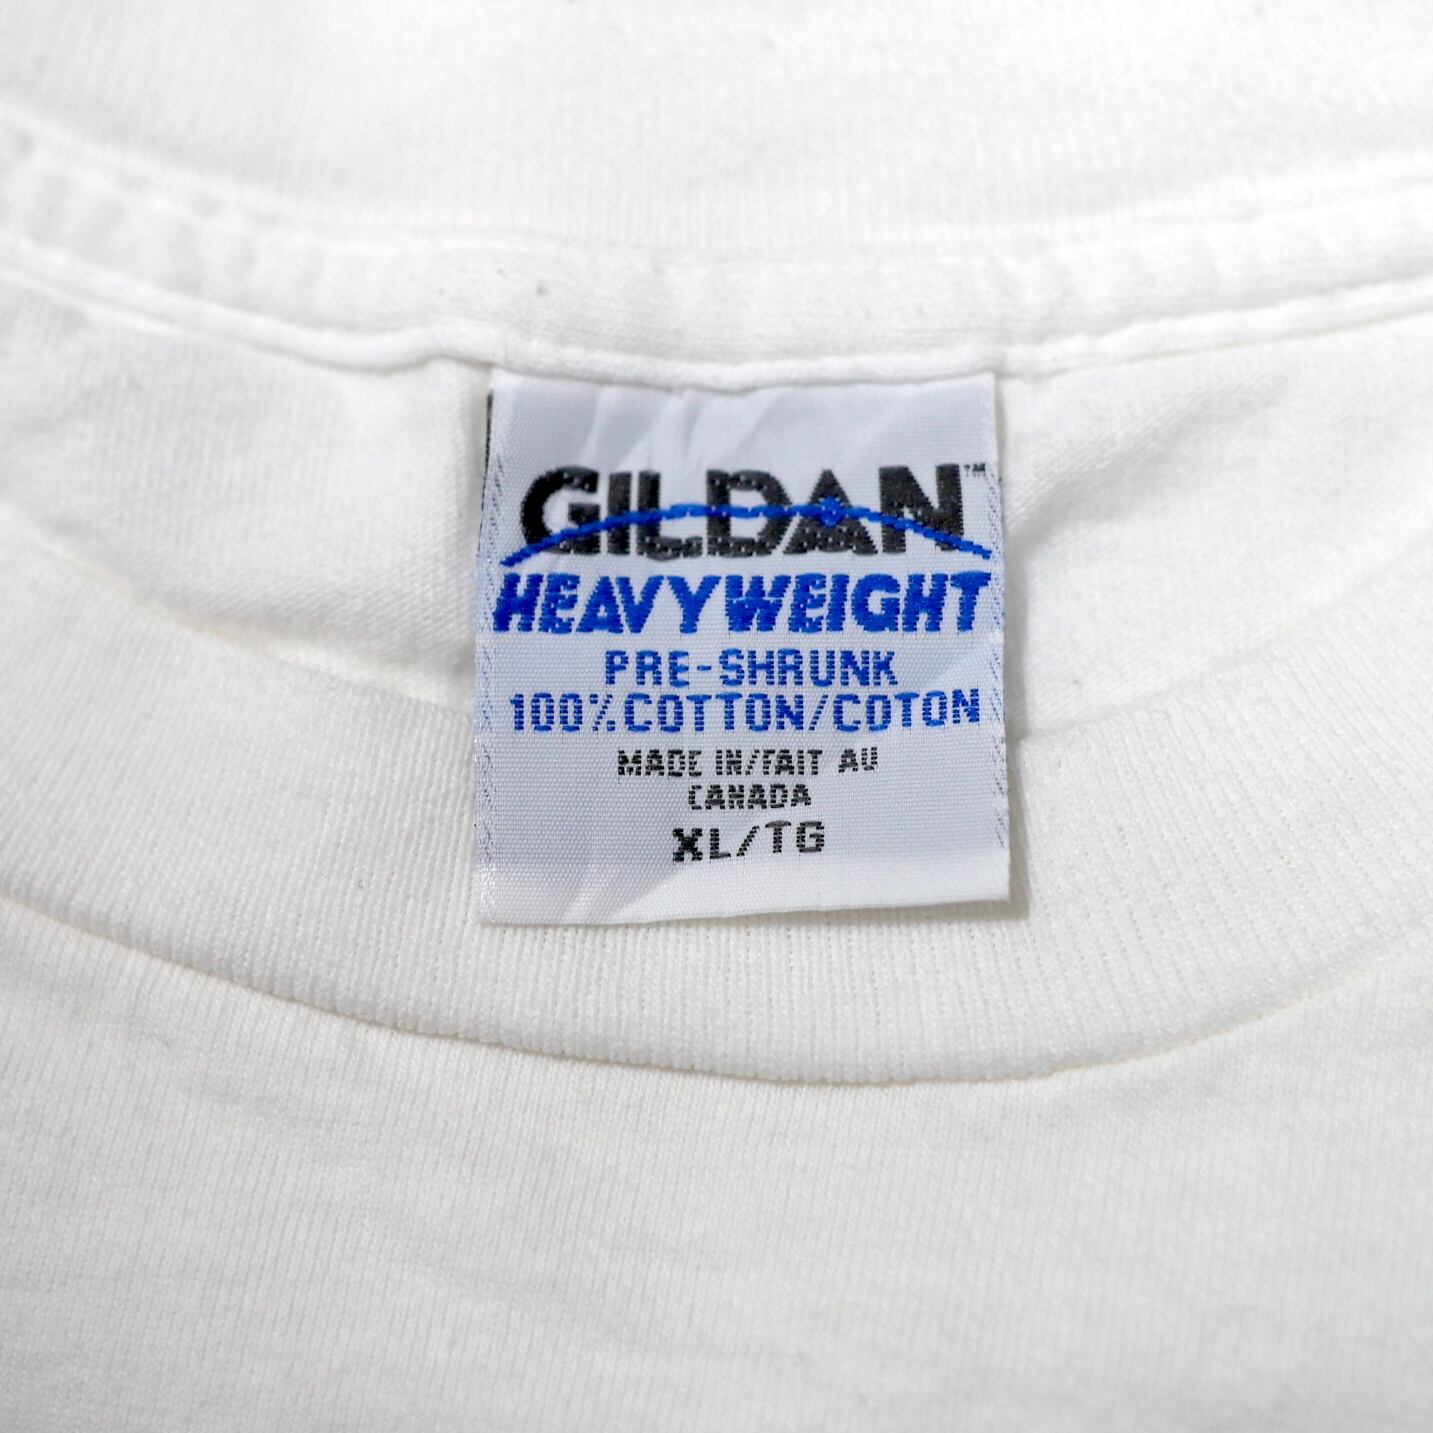 GILDAN™
HEAVYWEIGHT
PRE-SHRUNK
100% COTTON/COTON
MADE IN/FAIT AU
CANADA
XL/TG